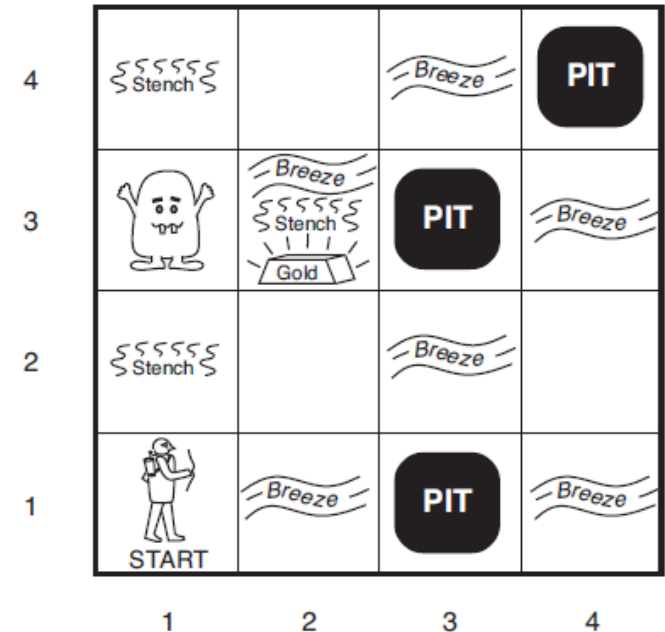 4
Stench
Breeze
PIT
3
Breeze
Stench
Gold
PIT
Breeze
2
Stench
Breeze
1
START
Breeze
PIT
Breeze
1 2 3 4